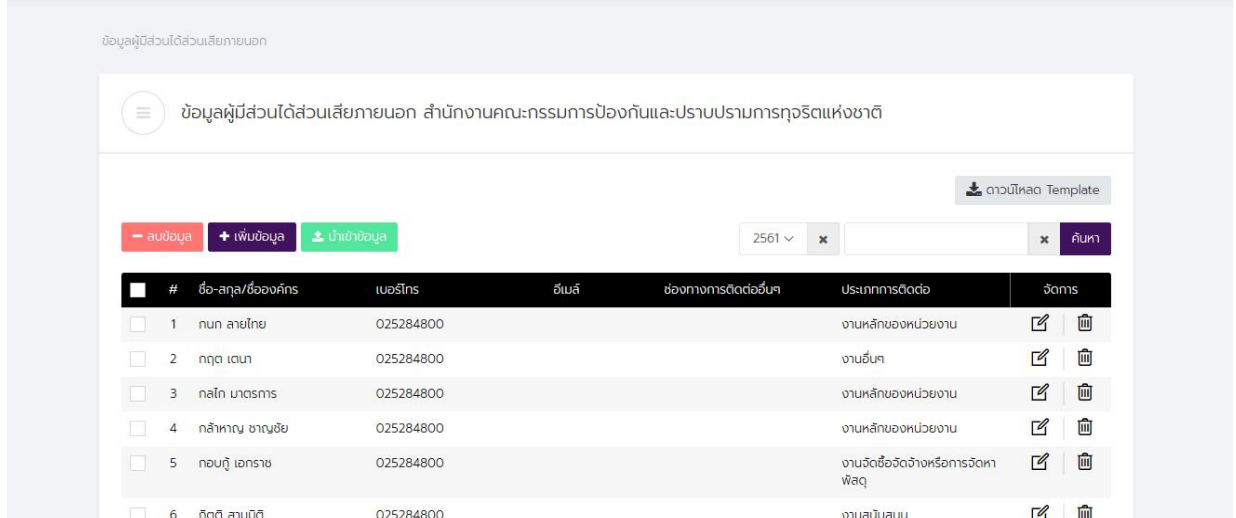 ข้อมูลผู้มีส่วนได้ส่วนเสียภายนอก
ข้อมูลผู้มีส่วนได้ส่วนเสียภายนอก สำนักงานคณะกรรมการป้องกันและปราบปรามการทุจริตแห่งชาติ
ดาวน์โหลด Template
ลบข้อมูล เพิ่มข้อมูล นำเข้าข้อมูล 2561 ค้นหา
# ชื่อ-สกุล/ชื่อองค์กร เบอร์โทร อีเมล์ ช่องทางการติดต่ออื่นๆ ประเภทการติดต่อ จัดการ
1 กนก ลายไทย 025284800 งานหลักของหน่วยงาน
2 กฤต เตนา 025284800 งานอื่นๆ
3 กลไก มาตรการ 025284800 งานหลักของหน่วยงาน
4 กล้าหาญ ชาญชัย 025284800 งานหลักของหน่วยงาน
5 กอบกู้ เอกราช 025284800 งานจัดซื้อจัดจ้างหรือการจัดหา
พัสดุ
6 025284800 งานสนับสนุน